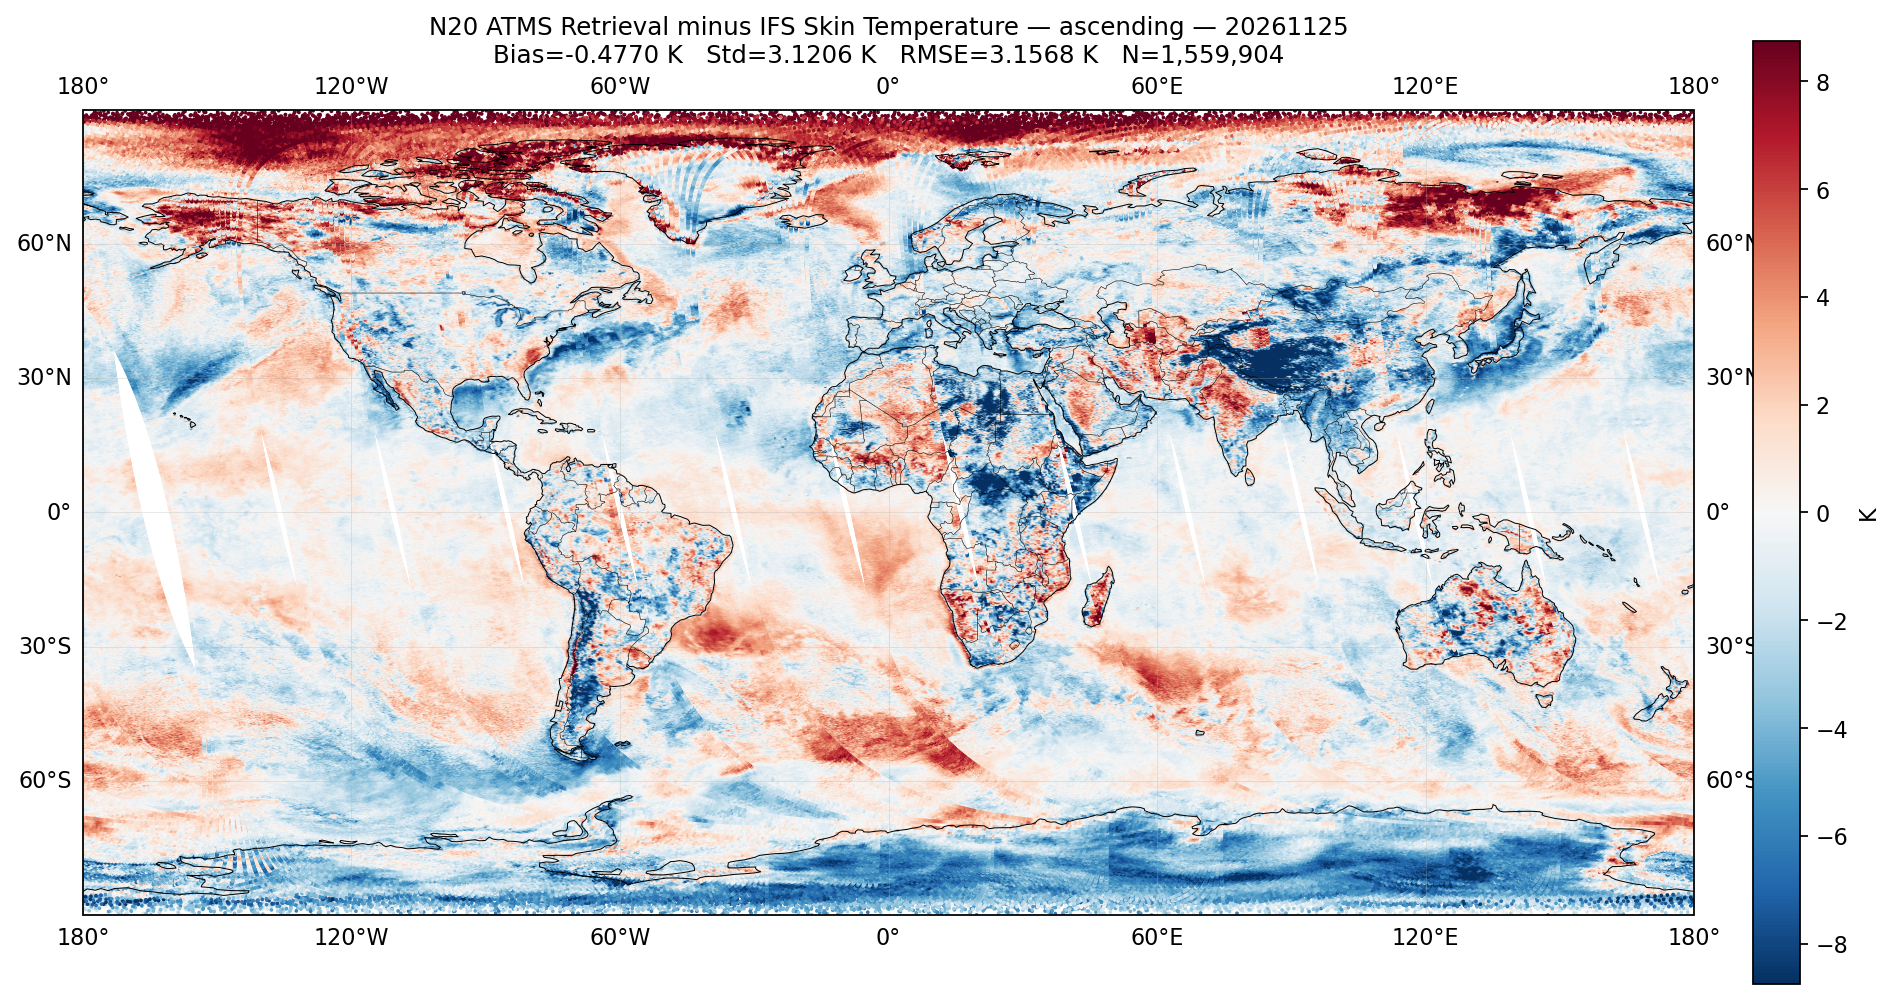 N20 ATMS Retrieval minus IFS Skin Temperature — ascending — 20261125
Bias=-0.4770 K   Std=3.1206 K   RMSE=3.1568 K   N=1,559,904
180° 120°W 60°W 0° 60°E 120°E 180°
60°N 60°N
30°N 30°N
0° 0°
30°S 30°S
60°S 60°S
180° 120°W 60°W 0° 60°E 120°E 180°
8
6
4
2
0
−2
−4
−6
−8
K